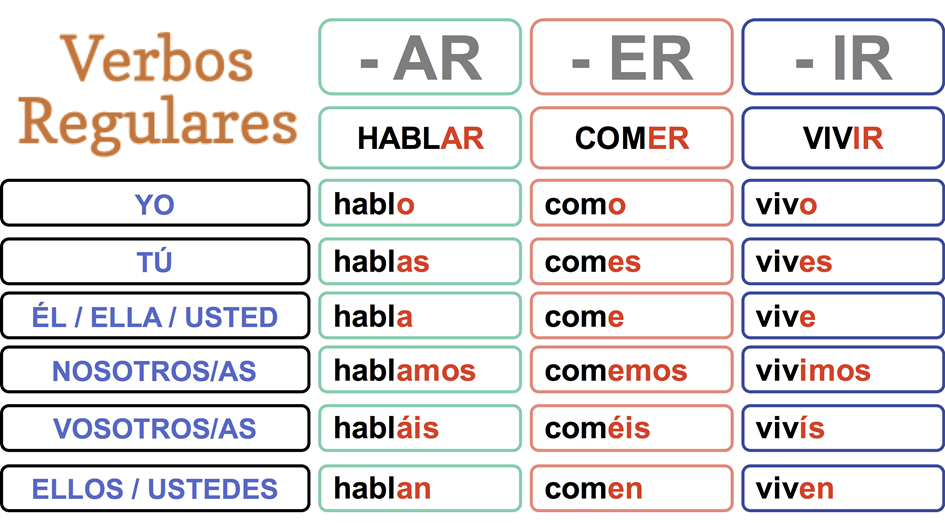 Verbos
Regulares
- AR - ER - IR
HABLAR COMER VIVIR
YO hablo como vivo
TÚ hablas comes vives
ÉL / ELLA / USTED habla come vive
NOSOTROS/AS hablamos comemos vivimos
VOSOTROS/AS habláis coméis vivís
ELLOS / USTEDES hablan comen viven